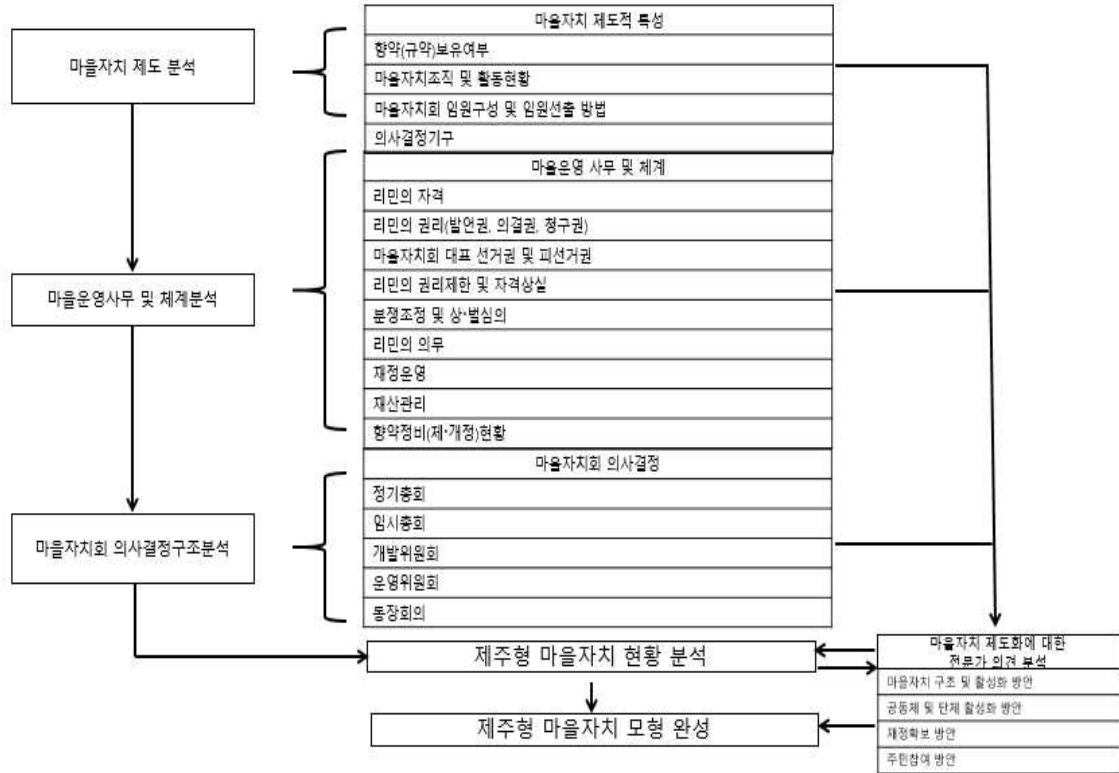 마을자치 제도 분석
마을자치 제도적 특성
향약(규약)보유여부
마을자치조직 및 활동현황
마을자치회 임원구성 및 임원선출 방법
의사결정기구
마을운영사무 및 체계분석
마을운영 사무 및 체계
리민의 자격
리민의 권리(발언권, 의결권, 청구권)
마을자치회 대표 선거권 및 피선거권
리민의 권리제한 및 자격상실
분쟁조정 및 상·벌심의
리민의 의무
재정운영
재산관리
향약정비(제·개정)현황
마을자치회 의사결정구조분석
마을자치회 의사결정
정기총회
임시총회
개발위원회
운영위원회
통장회의
제주형 마을자치 현황 분석
마을자치 제도화에 대한
전문가 의견 분석
마을자치 구조 및 활성화 방안
공동체 및 단체 활성화 방안
재정확보 방안
주민참여 방안
제주형 마을자치 모형 완성